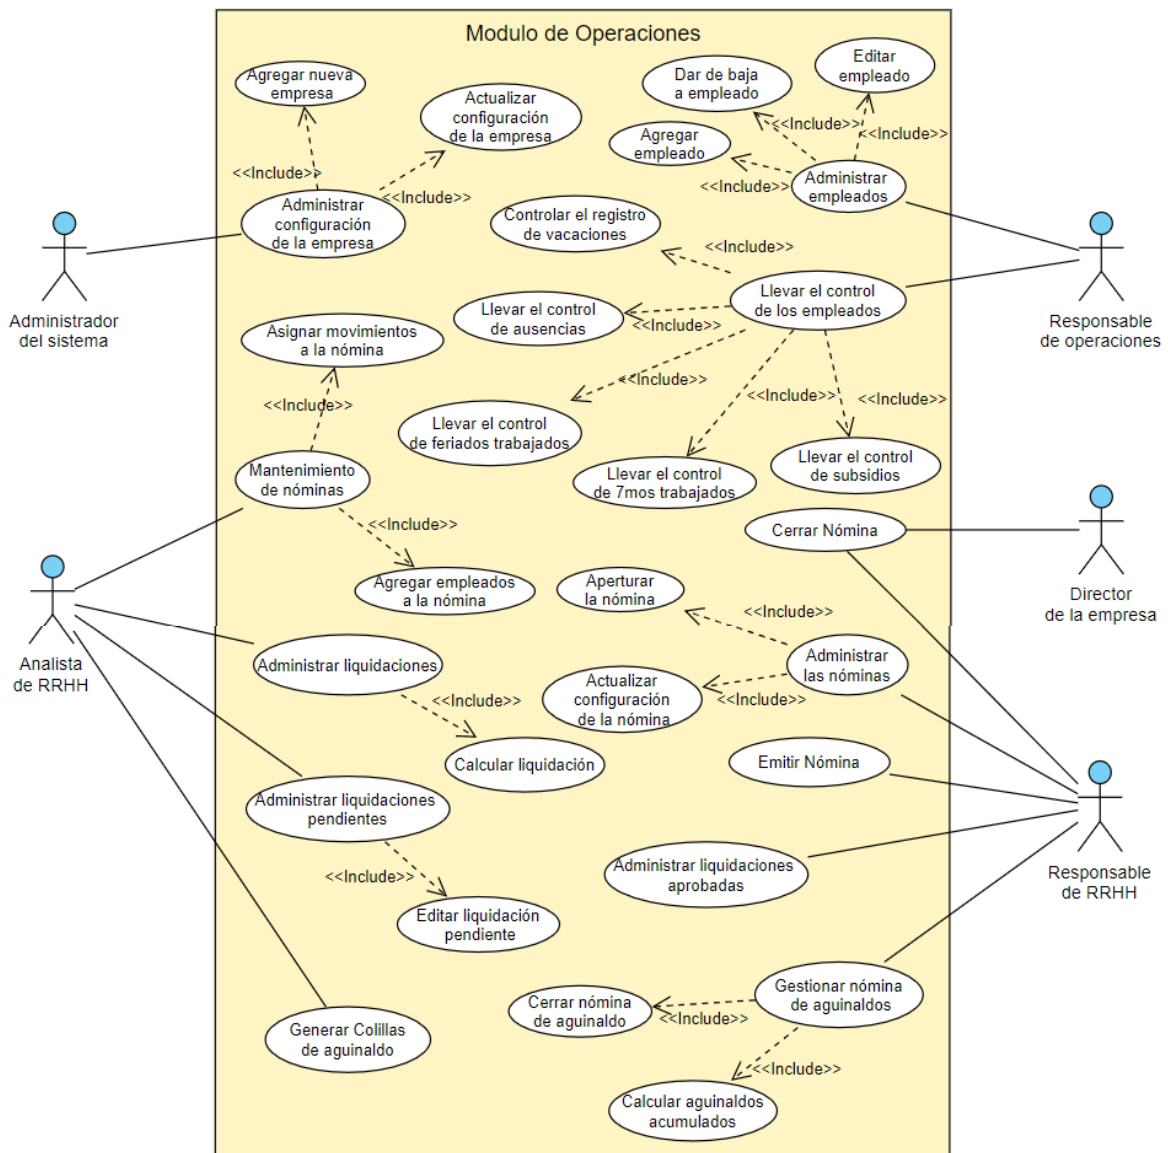 Modulo de Operaciones
Agregar nueva
empresa
Actualizar
configuración
de la empresa
Dar de baja
a empleado
Editar
empleado
Agregar
empleado
<<Include>>
<<Include>>
<<Include>>
<<Include>>
<<Include>>
Administrar
configuración
de la empresa
Administrar
empleados
Controlar el registro
de vacaciones
<<Include>>
Administrador
del sistema
Llevar el control
de los empleados
Responsable
de operaciones
Llevar el control
de ausencias
<<Include>>
Asignar movimientos
a la nómina
<<Include>>
<<Include>>
<<Include>>
<<Include>>
Llevar el control
de feriados trabajados
Llevar el control
de 7mos trabajados
Llevar el control
de subsidios
Mantenimiento
de nóminas
<<Include>>
Cerrar Nómina
Director
de la empresa
Agregar empleados
a la nómina
Aperturar
la nómina
<<Include>>
Analista
de RRHH
Administrar liquidaciones
Administrar
las nóminas
Actualizar
configuración
de la nómina
<<Include>>
<<Include>>
Calcular liquidación
Emitir Nómina
Administrar liquidaciones
pendientes
Administrar liquidaciones
aprobadas
Responsable
de RRHH
<<Include>>
Editar liquidación
pendiente
Gestionar nómina
de aguinaldos
Cerrar nómina
de aguinaldo
<<Include>>
Generar Colillas
de aguinaldo
<<Include>>
Calcular aguinaldos
acumulados